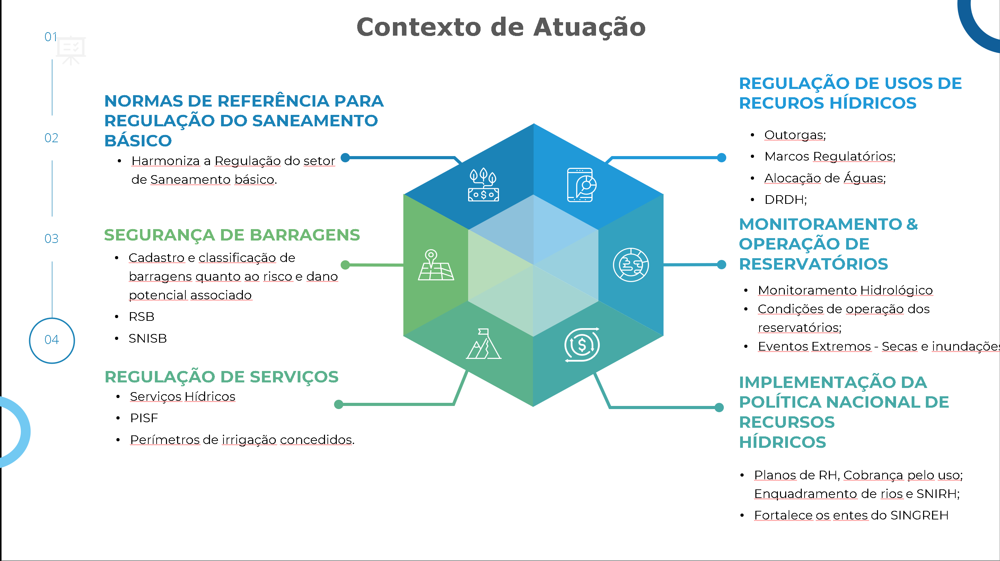 Contexto de Atuação
01
02
03
04
NORMAS DE REFERÊNCIA PARA
REGULAÇÃO DO SANEAMENTO
BÁSICO
• Harmoniza a Regulação do setor
de Saneamento básico.
SEGURANÇA DE BARRAGENS
• Cadastro e classificação de
barragens quanto ao risco e dano
potencial associado
• RSB
• SNISB
REGULAÇÃO DE SERVIÇOS
• Serviços Hídricos
• PISF
• Perímetros de irrigação concedidos.
REGULAÇÃO DE USOS DE
RECUROS HÍDRICOS
• Outorgas;
• Marcos Regulatórios;
• Alocação de Águas;
• DRDH;
MONITORAMENTO &
OPERAÇÃO DE
RESERVATÓRIOS
• Monitoramento Hidrológico
• Condições de operação dos
reservatórios;
• Eventos Extremos - Secas e inundações
IMPLEMENTAÇÃO DA
POLÍTICA NACIONAL DE
RECURSOS
HÍDRICOS
• Planos de RH, Cobrança pelo uso;
Enquadramento de rios e SNIRH;
• Fortalece os entes do SINGREH